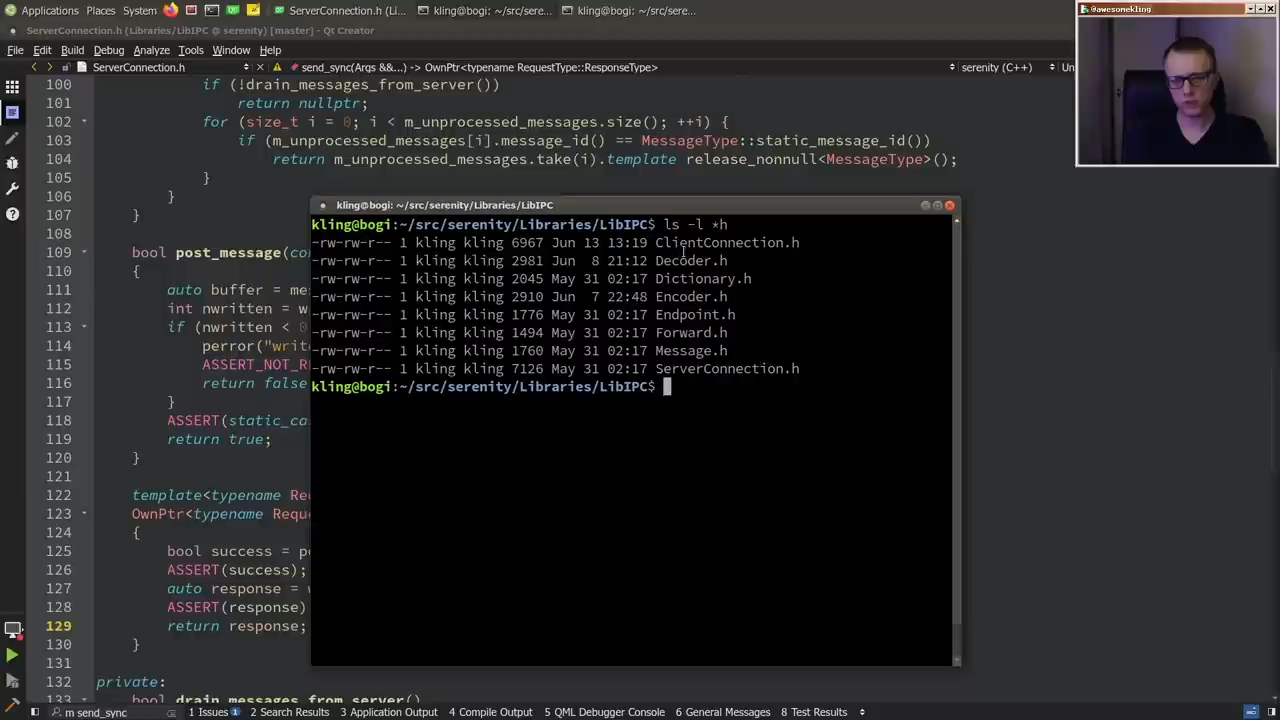 Applications Places System ServerConnection.h (Li... kling@bogi: ~/src/sere... kling@bogi: ~/src/sere...
@awesomekling
ServerConnection.h (Libraries/LibIPC @ serenity) [master] - Qt Creator
File Edit Build Debug Analyze Tools Window Help
ServerConnection.h send_sync(Args &&...) -> OwnPtr<typename RequestType::ResponseType> serenity (C++) Un
100 if (!drain_messages_from_server())
101 return nullptr;
102 for (size_t i = 0; i < m_unprocessed_messages.size(); ++i) {
103 if (m_unprocessed_messages[i].message_id() == MessageType::static_message_id())
104 return m_unprocessed_messages.take(i).template release_nonnull<MessageType>();
105 }
106 }
107 }
108
109 bool post_message(co
110 {
111 auto buffer = me
112 int nwritten = w
113 if (nwritten < 0
114 perror("writ
115 ASSERT_NOT_R
116 return false
117 }
118 ASSERT(static_ca
119 return true;
120 }
121
122 template<typename Re
123 OwnPtr<typename Requ
124 {
125 bool success = po
126 ASSERT(success);
127 auto response = w
128 ASSERT(response)
129 return response;
130 }
131
132 private:
133 bool drain_messages_from_server()
kling@bogi: ~/src/serenity/Libraries/LibIPC
kling@bogi:~/src/serenity/Libraries/LibIPC$ ls -l *h
-rw-rw-r-- 1 kling kling 6967 Jun 13 13:19 ClientConnection.h
-rw-rw-r-- 1 kling kling 2981 Jun  8 21:12 Decoder.h
-rw-rw-r-- 1 kling kling 2045 May 31 02:17 Dictionary.h
-rw-rw-r-- 1 kling kling 2910 Jun  7 22:48 Encoder.h
-rw-rw-r-- 1 kling kling 1776 May 31 02:17 Endpoint.h
-rw-rw-r-- 1 kling kling 1494 May 31 02:17 Forward.h
-rw-rw-r-- 1 kling kling 1760 May 31 02:17 Message.h
-rw-rw-r-- 1 kling kling 7126 May 31 02:17 ServerConnection.h
kling@bogi:~/src/serenity/Libraries/LibIPC$
m send_sync 1 Issues 1 2 Search Results 3 Application Output 4 Compile Output 5 QML Debugger Console 6 General Messages 8 Test Results